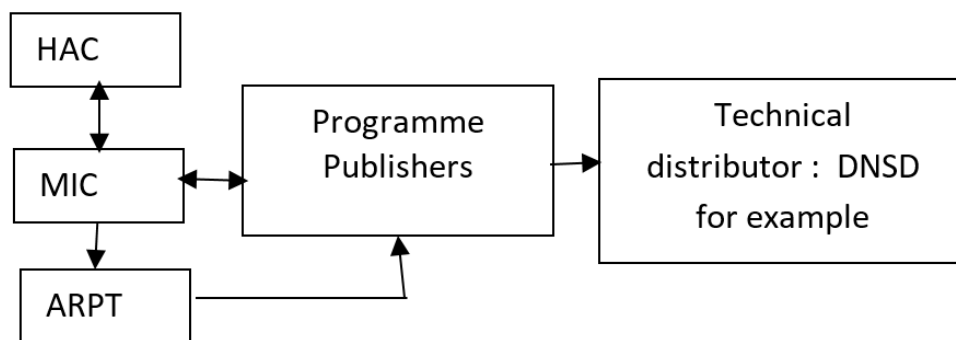 HAC
MIC
ARPT
Programme
Publishers
Technical
distributor : DNSD
for example